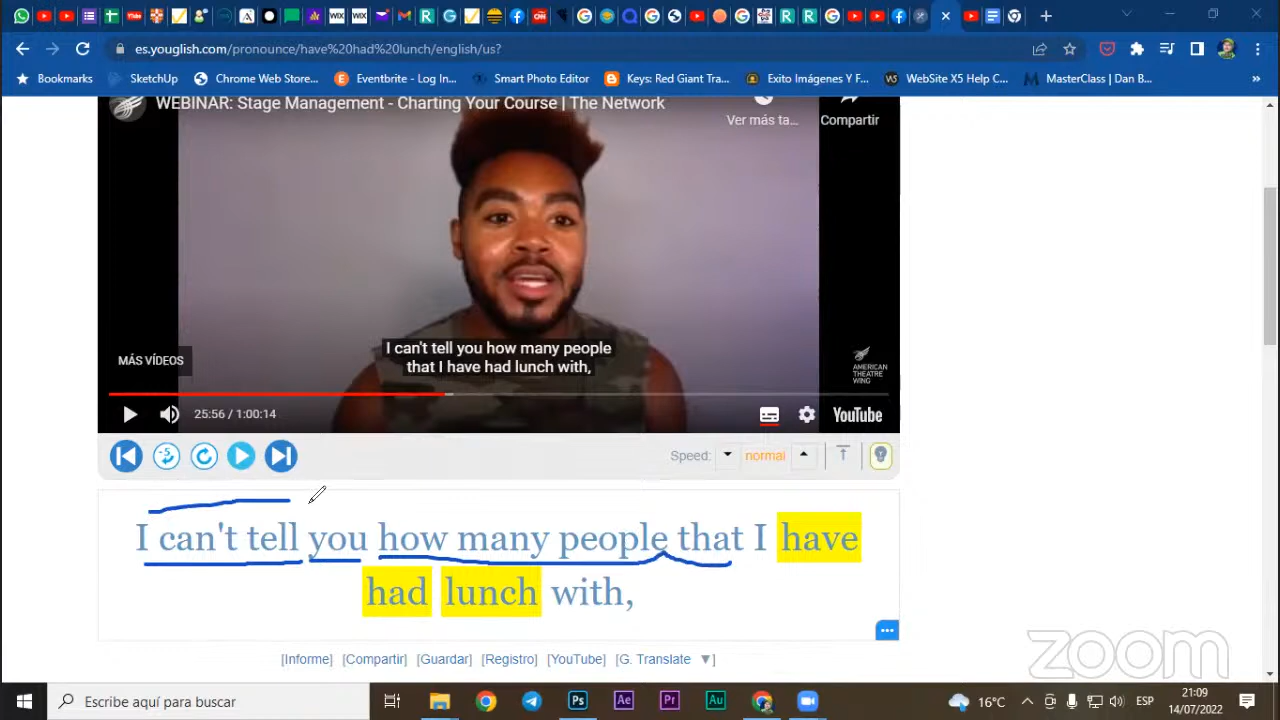 es.youglish.com/pronounce/have%20had%20lunch/english/us?
Bookmarks SketchUp Chrome Web Store... Eventbrite - Log In... Smart Photo Editor Keys: Red Giant Tra... Exito Imágenes Y F... WebSite X5 Help C... MasterClass | Dan B... »
WEBINAR: Stage Management - Charting Your Course | The Network
Ver más ta... Compartir
I can't tell you how many people
that I have had lunch with,
MÁS VÍDEOS
AMERICAN
THEATRE
WING
25:56 / 1:00:14 YouTube
-5 Speed: normal
I can't tell you how many people that I have
had lunch with,
[Informe] [Compartir] [Guardar] [Registro] [YouTube] [G. Translate ▼]
zoom
Escribe aquí para buscar
Ps Ae Pr Au
16°C ESP 21:09
14/07/2022